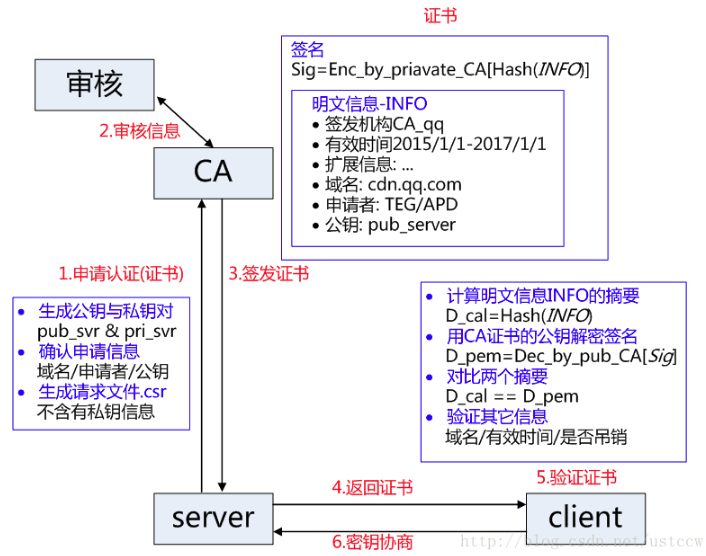 证书
签名
Sig=Enc_by_priavate_CA[Hash(INFO)]
明文信息-INFO
• 签发机构CA_qq
• 有效时间2015/1/1-2017/1/1
• 扩展信息: ...
• 域名: cdn.qq.com
• 申请者: TEG/APD
• 公钥: pub_server
审核
2.审核信息
CA
1.申请认证(证书)
3.签发证书
• 生成公钥与私钥对
pub_svr & pri_svr
• 确认申请信息
域名/申请者/公钥
• 生成请求文件.csr
不含有私钥信息
• 计算明文信息INFO的摘要
D_cal=Hash(INFO)
• 用CA证书的公钥解密签名
D_pem=Dec_by_pub_CA[Sig]
• 对比两个摘要
D_cal == D_pem
• 验证其它信息
域名/有效时间/是否吊销
5.验证证书
4.返回证书
server
client
6.密钥协商
http://blog.csdn.net/ustccw